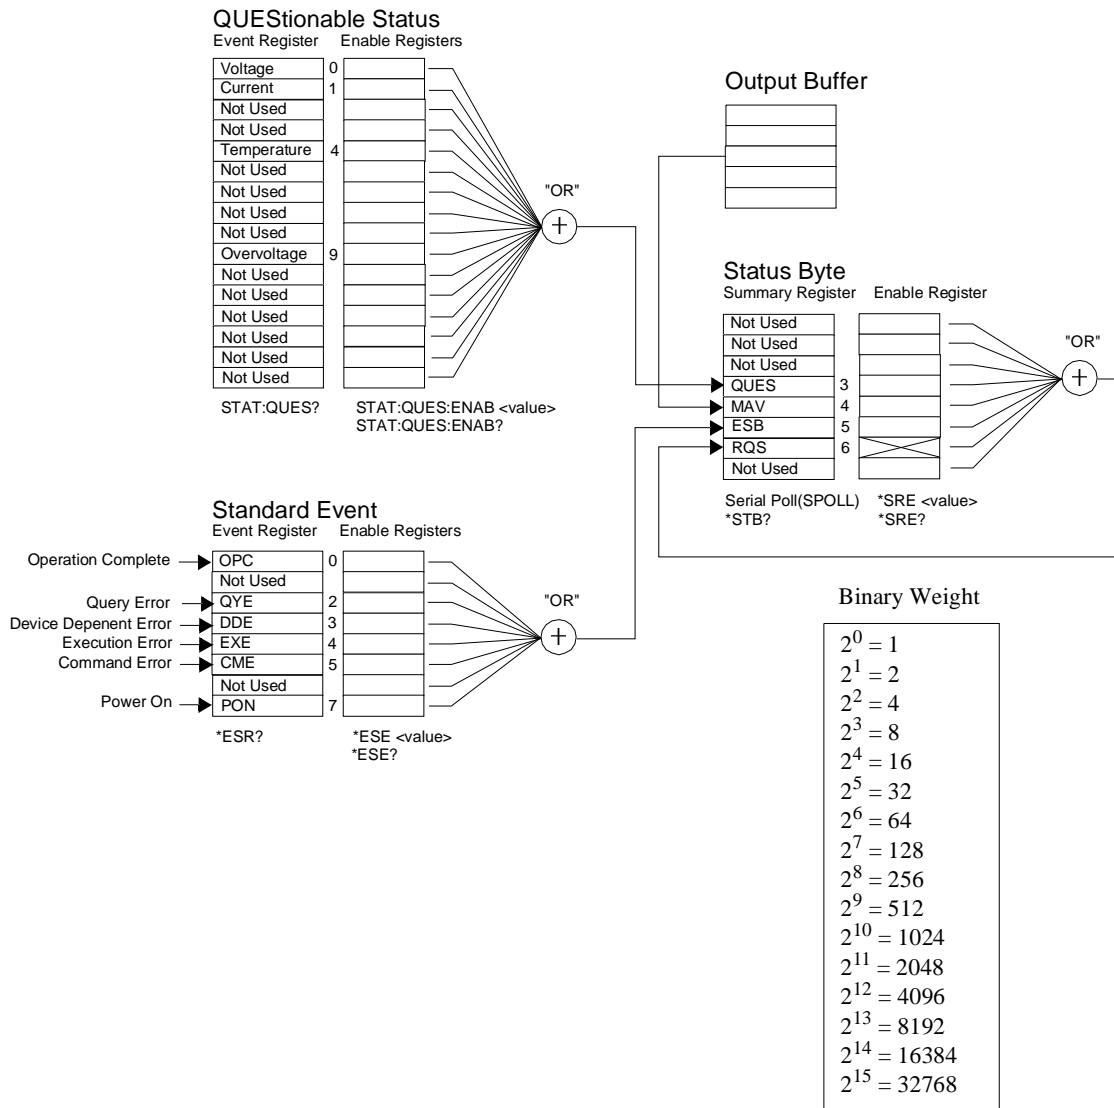 QUEStionable Status
Event Register Enable Registers
Voltage 0
Current 1
Not Used
Not Used
Temperature 4
Not Used
Not Used
Not Used
Not Used
Overvoltage 9
Not Used
Not Used
Not Used
Not Used
Not Used
Not Used
STAT:QUES? STAT:QUES:ENAB <value>
STAT:QUES:ENAB?
"OR"
+
Output Buffer
Status Byte
Summary Register Enable Register
Not Used
Not Used
Not Used
QUES 3
MAV 4
ESB 5
RQS 6
Not Used
Serial Poll(SPOLL) *SRE <value>
*STB? *SRE?
"OR"
+
Standard Event
Event Register Enable Registers
Operation Complete OPC 0
Not Used
Query Error QYE 2
Device Depenent Error DDE 3
Execution Error EXE 4
Command Error CME 5
Not Used
Power On PON 7
*ESR? *ESE <value>
*ESE?
"OR"
+
Binary Weight
2^0 = 1
2^1 = 2
2^2 = 4
2^3 = 8
2^4 = 16
2^5 = 32
2^6 = 64
2^7 = 128
2^8 = 256
2^9 = 512
2^10 = 1024
2^11 = 2048
2^12 = 4096
2^13 = 8192
2^14 = 16384
2^15 = 32768